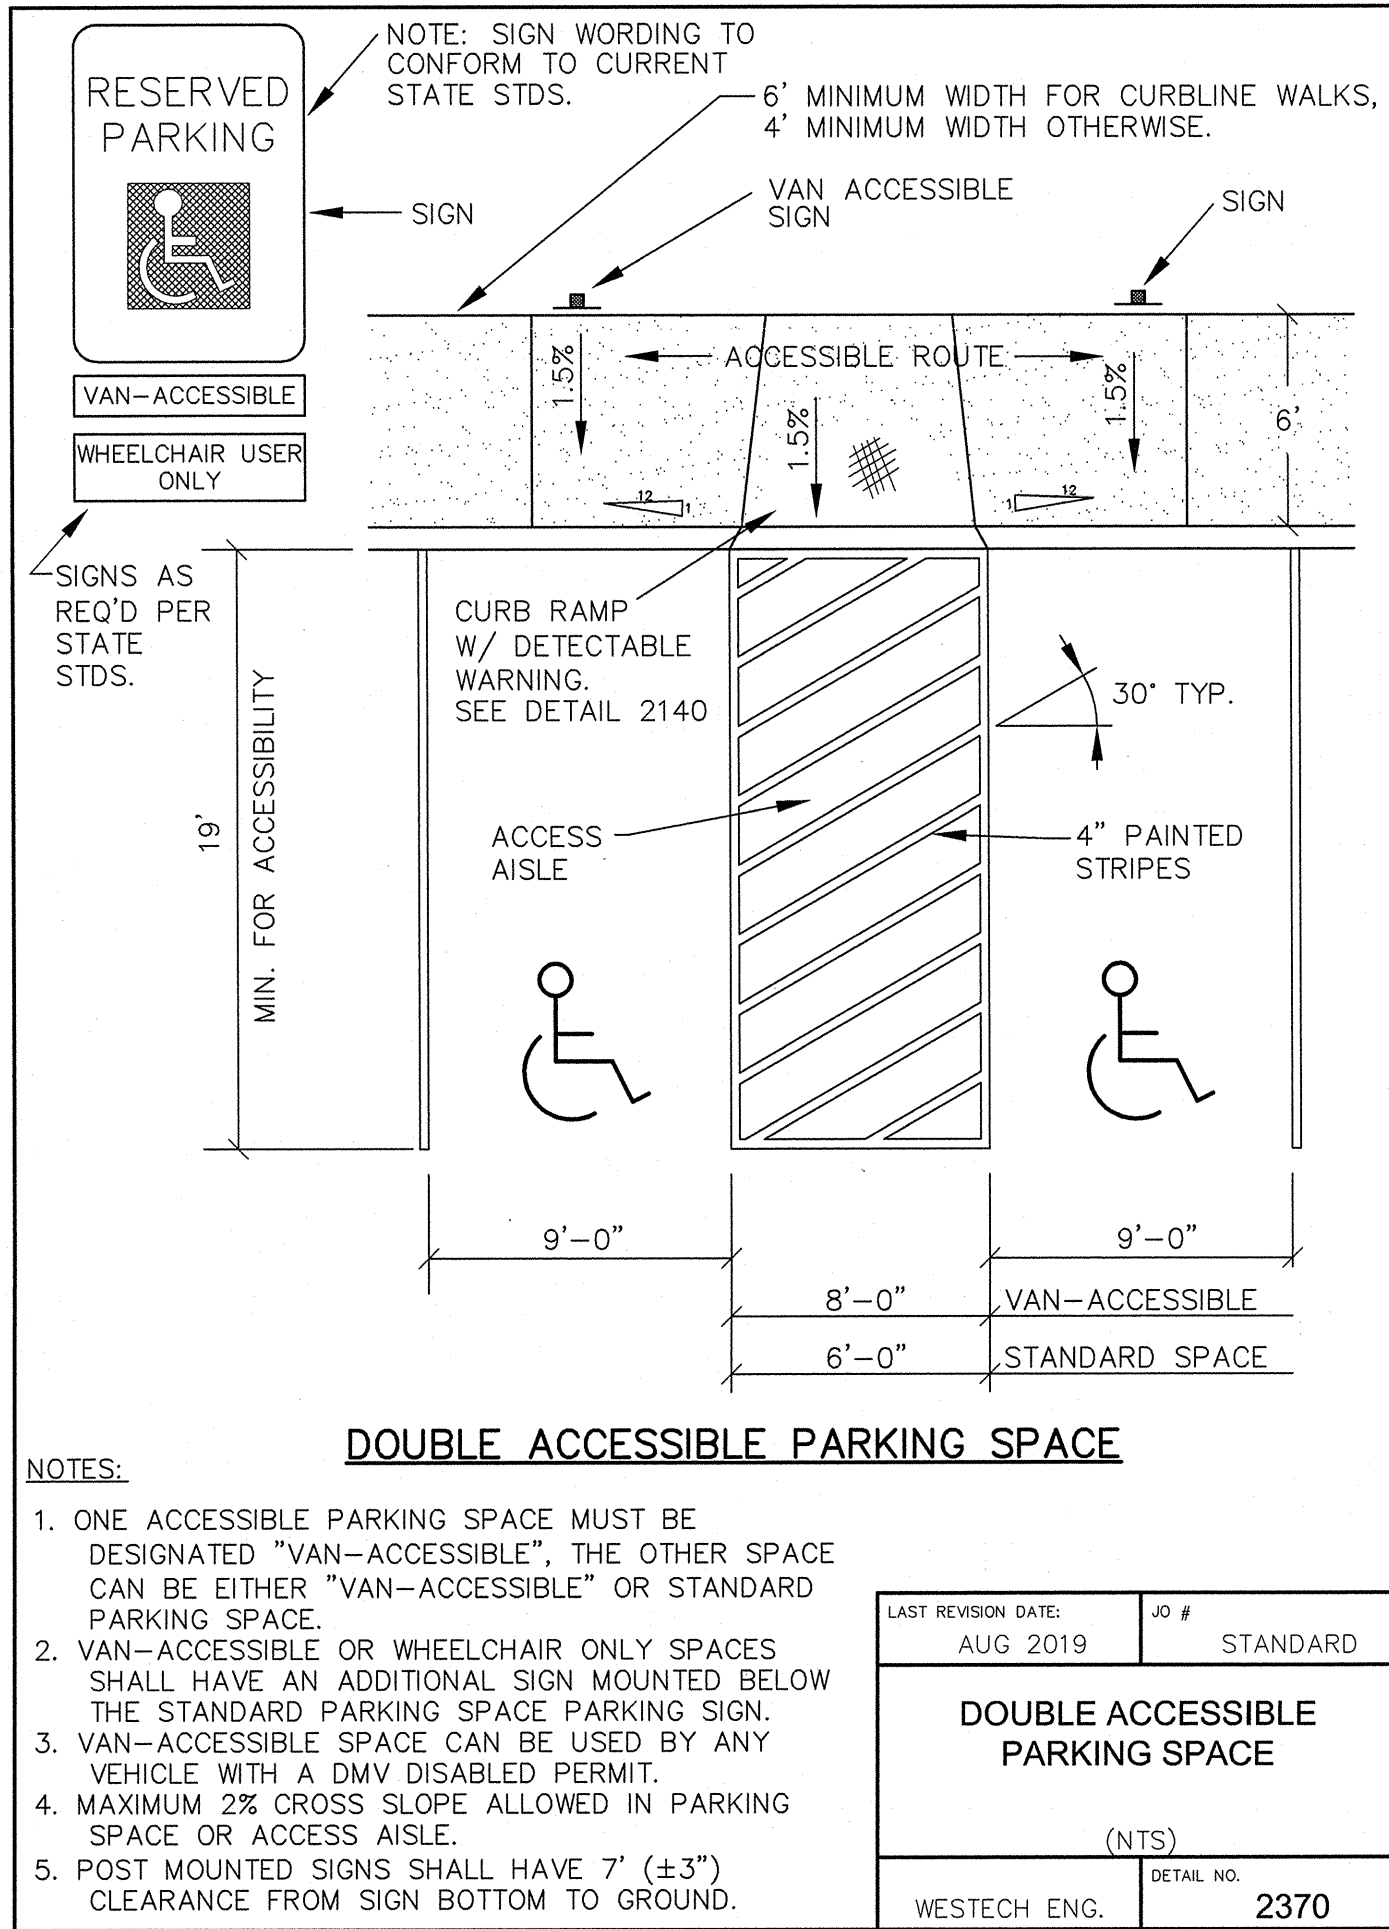 RESERVED
PARKING
NOTE: SIGN WORDING TO
CONFORM TO CURRENT
STATE STDS.
6' MINIMUM WIDTH FOR CURBLINE WALKS,
4' MINIMUM WIDTH OTHERWISE.
SIGN
VAN ACCESSIBLE
SIGN
SIGN
VAN-ACCESSIBLE
WHEELCHAIR USER
ONLY
SIGNS AS
REQ'D PER
STATE
STDS.
ACCESSIBLE ROUTE
1.5%
1.5%
1.5%
6'
12
1
1
12
CURB RAMP
W/ DETECTABLE
WARNING.
SEE DETAIL 2140
30° TYP.
19'
MIN. FOR ACCESSIBILITY
ACCESS
AISLE
4" PAINTED
STRIPES
9'-0"
9'-0"
8'-0"
VAN-ACCESSIBLE
6'-0"
STANDARD SPACE
DOUBLE ACCESSIBLE PARKING SPACE
NOTES:
1. ONE ACCESSIBLE PARKING SPACE MUST BE
DESIGNATED "VAN-ACCESSIBLE", THE OTHER SPACE
CAN BE EITHER "VAN-ACCESSIBLE" OR STANDARD
PARKING SPACE.
2. VAN-ACCESSIBLE OR WHEELCHAIR ONLY SPACES
SHALL HAVE AN ADDITIONAL SIGN MOUNTED BELOW
THE STANDARD PARKING SPACE PARKING SIGN.
3. VAN-ACCESSIBLE SPACE CAN BE USED BY ANY
VEHICLE WITH A DMV DISABLED PERMIT.
4. MAXIMUM 2% CROSS SLOPE ALLOWED IN PARKING
SPACE OR ACCESS AISLE.
5. POST MOUNTED SIGNS SHALL HAVE 7' (±3")
CLEARANCE FROM SIGN BOTTOM TO GROUND.
LAST REVISION DATE:
AUG 2019
JO #
STANDARD
DOUBLE ACCESSIBLE
PARKING SPACE
(NTS)
WESTECH ENG.
DETAIL NO.
2370